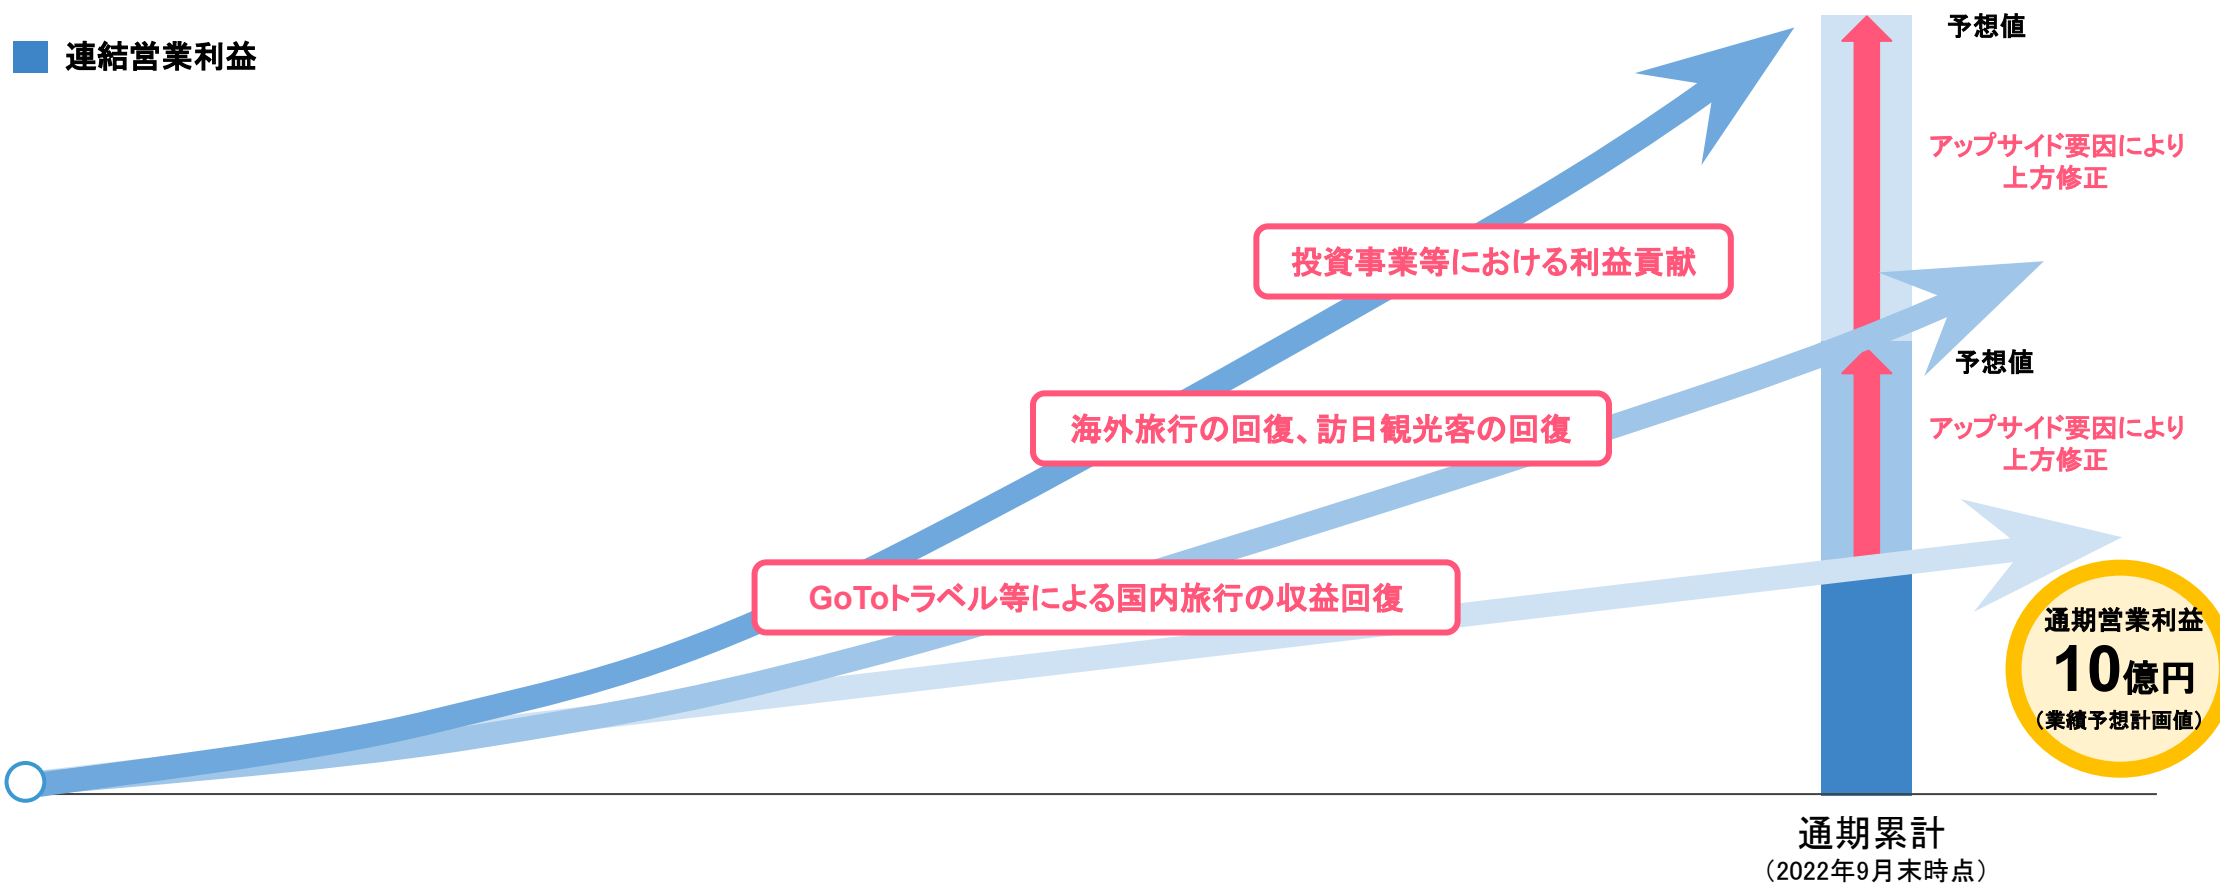 連結営業利益
予想値
アップサイド要因により
上方修正
投資事業等における利益貢献
予想値
海外旅行の回復、訪日観光客の回復
アップサイド要因により
上方修正
GoToトラベル等による国内旅行の収益回復
通期営業利益
10億円
（業績予想計画値）
通期累計
（2022年9月末時点）